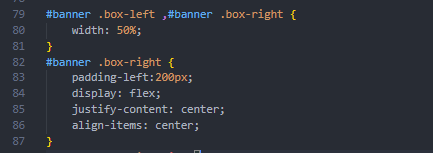 79 #banner .box-left ,#banner .box-right {
80     width: 50%;
81 }
82 #banner .box-right {
83     padding-left:200px;
84     display: flex;
85     justify-content: center;
86     align-items: center;
87 }